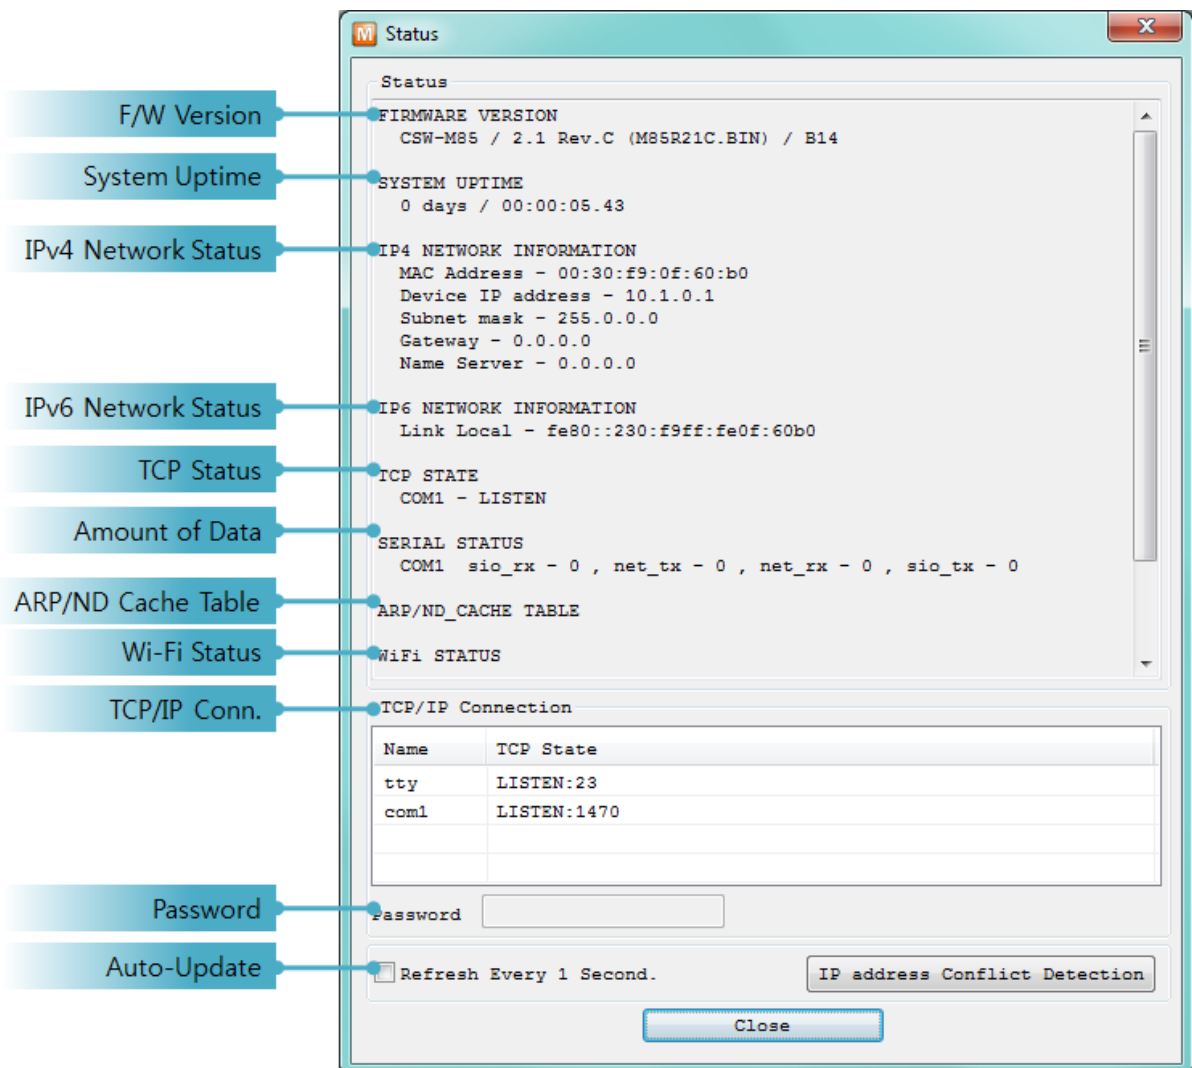 M Status X
Status
F/W Version
FIRMWARE VERSION
CSW-M85 / 2.1 Rev.C (M85R21C.BIN) / B14
System Uptime
SYSTEM UPTIME
0 days / 00:00:05.43
IPv4 Network Status
IP4 NETWORK INFORMATION
MAC Address - 00:30:f9:0f:60:b0
Device IP address - 10.1.0.1
Subnet mask - 255.0.0.0
Gateway - 0.0.0.0
Name Server - 0.0.0.0
IPv6 Network Status
IP6 NETWORK INFORMATION
Link Local - fe80::230:f9ff:fe0f:60b0
TCP Status
TCP STATE
COM1 - LISTEN
Amount of Data
SERIAL STATUS
COM1 sio_rx - 0 , net_tx - 0 , net_rx - 0 , sio_tx - 0
ARP/ND Cache Table
ARP/ND_CACHE TABLE
Wi-Fi Status
WiFi STATUS
TCP/IP Conn.
TCP/IP Connection
Name TCP State
tty LISTEN:23
com1 LISTEN:1470
Password
Password
Auto-Update
Refresh Every 1 Second. IP address Conflict Detection
Close